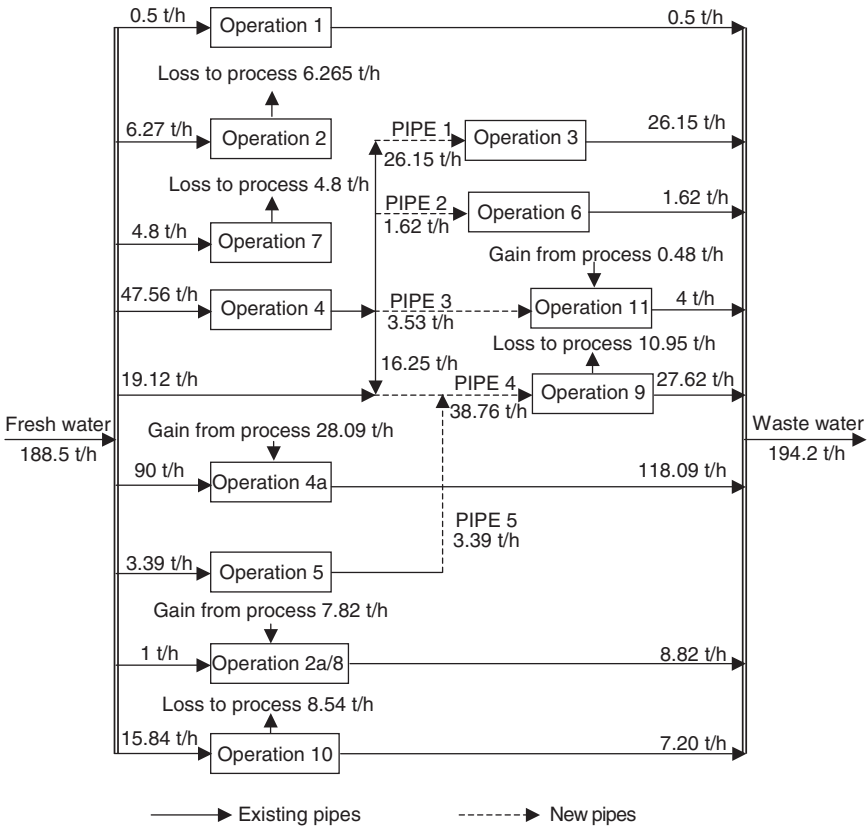 0.5 t/h
Operation 1
0.5 t/h
Loss to process 6.265 t/h
6.27 t/h
Operation 2
PIPE 1
26.15 t/h
Operation 3
26.15 t/h
Loss to process 4.8 t/h
4.8 t/h
Operation 7
PIPE 2
1.62 t/h
Operation 6
1.62 t/h
Gain from process 0.48 t/h
47.56 t/h
Operation 4
PIPE 3
3.53 t/h
Operation 11
4 t/h
Loss to process 10.95 t/h
16.25 t/h
19.12 t/h
PIPE 4
38.76 t/h
Operation 9
27.62 t/h
Fresh water
188.5 t/h
Waste water
194.2 t/h
Gain from process 28.09 t/h
90 t/h
Operation 4a
118.09 t/h
PIPE 5
3.39 t/h
3.39 t/h
Operation 5
Gain from process 7.82 t/h
1 t/h
Operation 2a/8
8.82 t/h
Loss to process 8.54 t/h
15.84 t/h
Operation 10
7.20 t/h
Existing pipes
New pipes